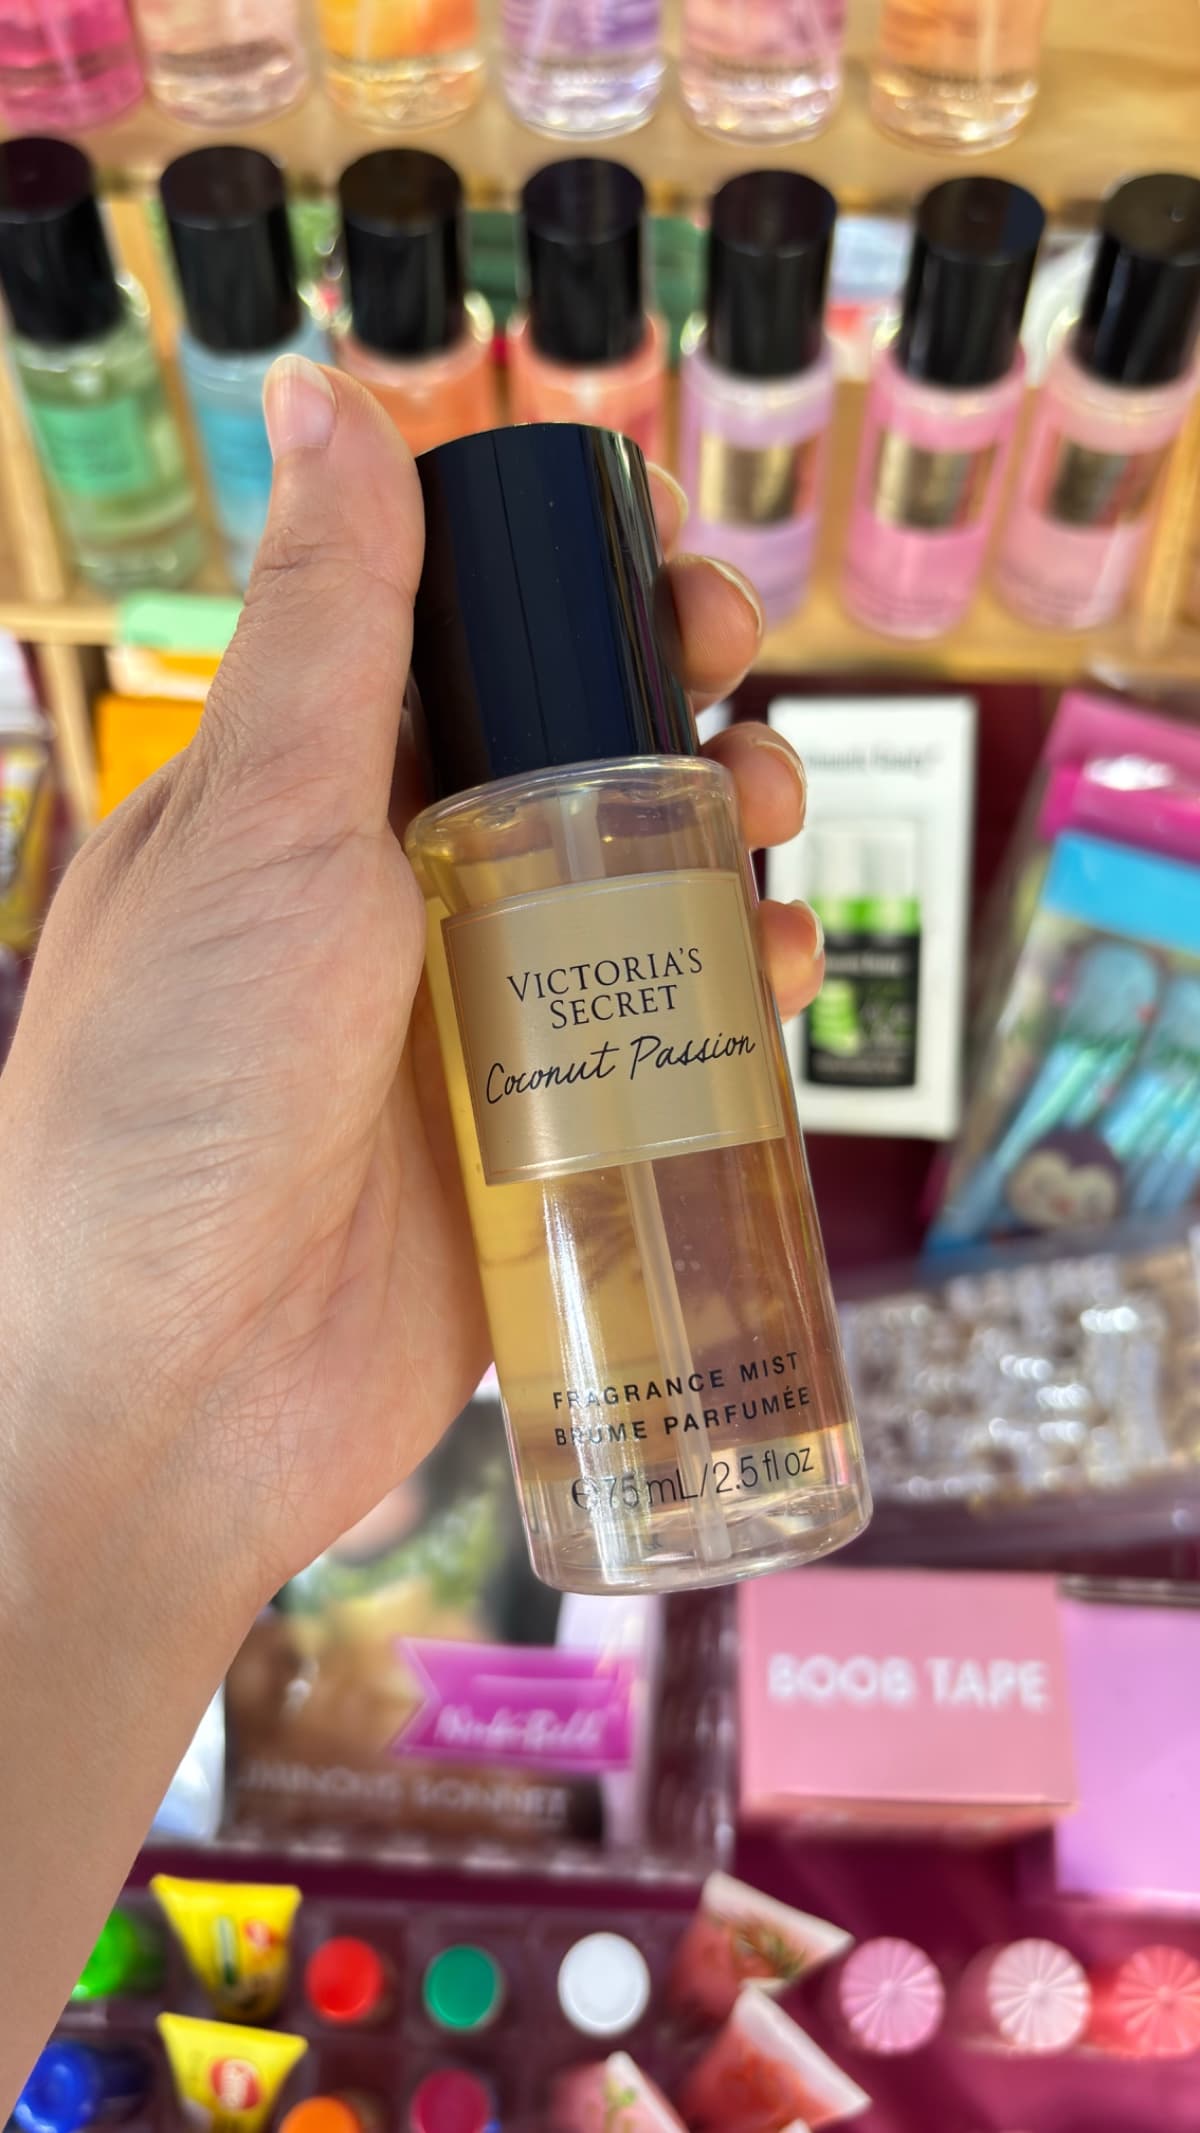 VICTORIA'S
SECRET
Coconut Passion
FRAGRANCE MIST
BRUME PARFUMÉE
℮ 75 mL/2.5 fl oz
BOOB TAPE